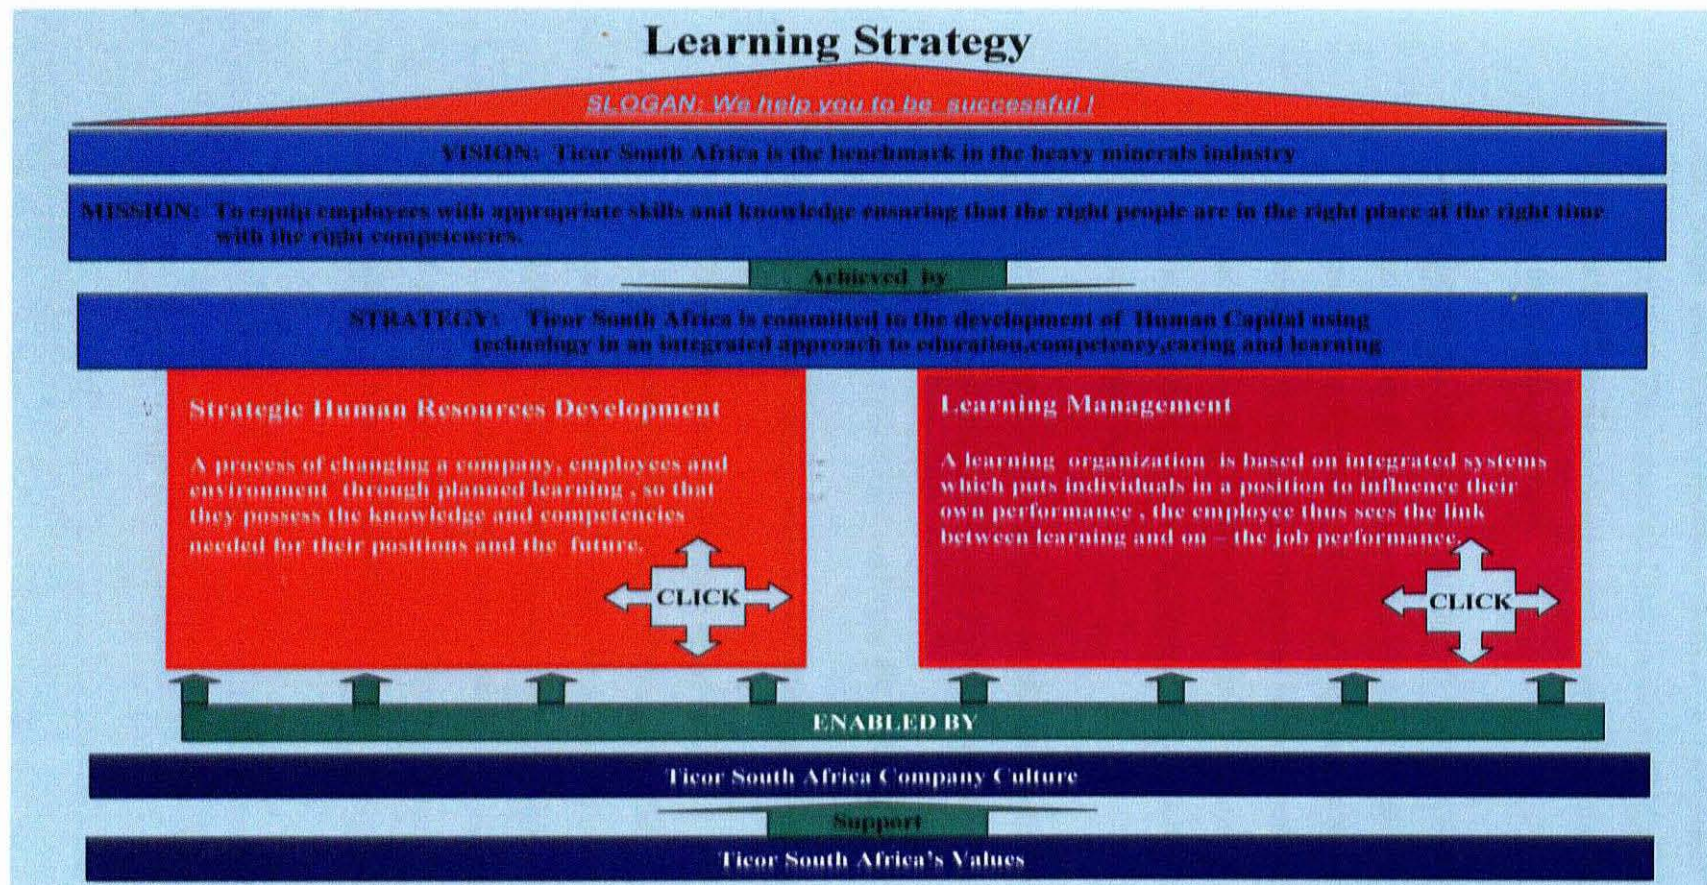 Learning Strategy
SLOGAN: We help you to be successful !
VISION: Ticor South Africa is the benchmark in the heavy minerals industry
MISSION: To equip employees with appropriate skills and knowledge ensuring that the right people are in the right place at the right time
with the right competencies.
Achieved by
STRATEGY: Ticor South Africa is committed to the development of Human Capital using
technology in an integrated approach to education,competency,caring and learning
Strategic Human Resources Development
A process of changing a company, employees and
environment through planned learning , so that
they possess the knowledge and competencies
needed for their positions and the future.
CLICK
Learning Management
A learning organization is based on integrated systems
which puts individuals in a position to influence their
own performance , the employee thus sees the link
between learning and on – the job performance.
CLICK
ENABLED BY
Ticor South Africa Company Culture
Support
Ticor South Africa's Values